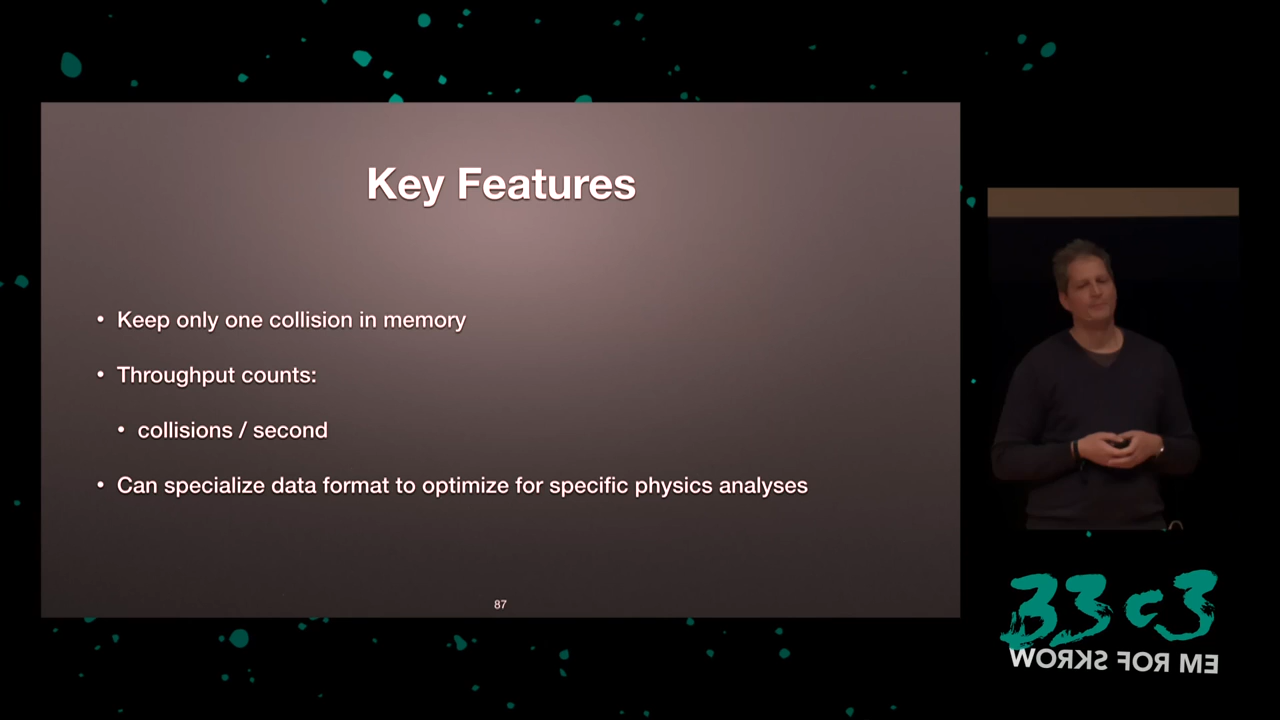 Key Features
• Keep only one collision in memory
• Throughput counts:
• collisions / second
• Can specialize data format to optimize for specific physics analyses
87
33c3
WORKS FOR ME